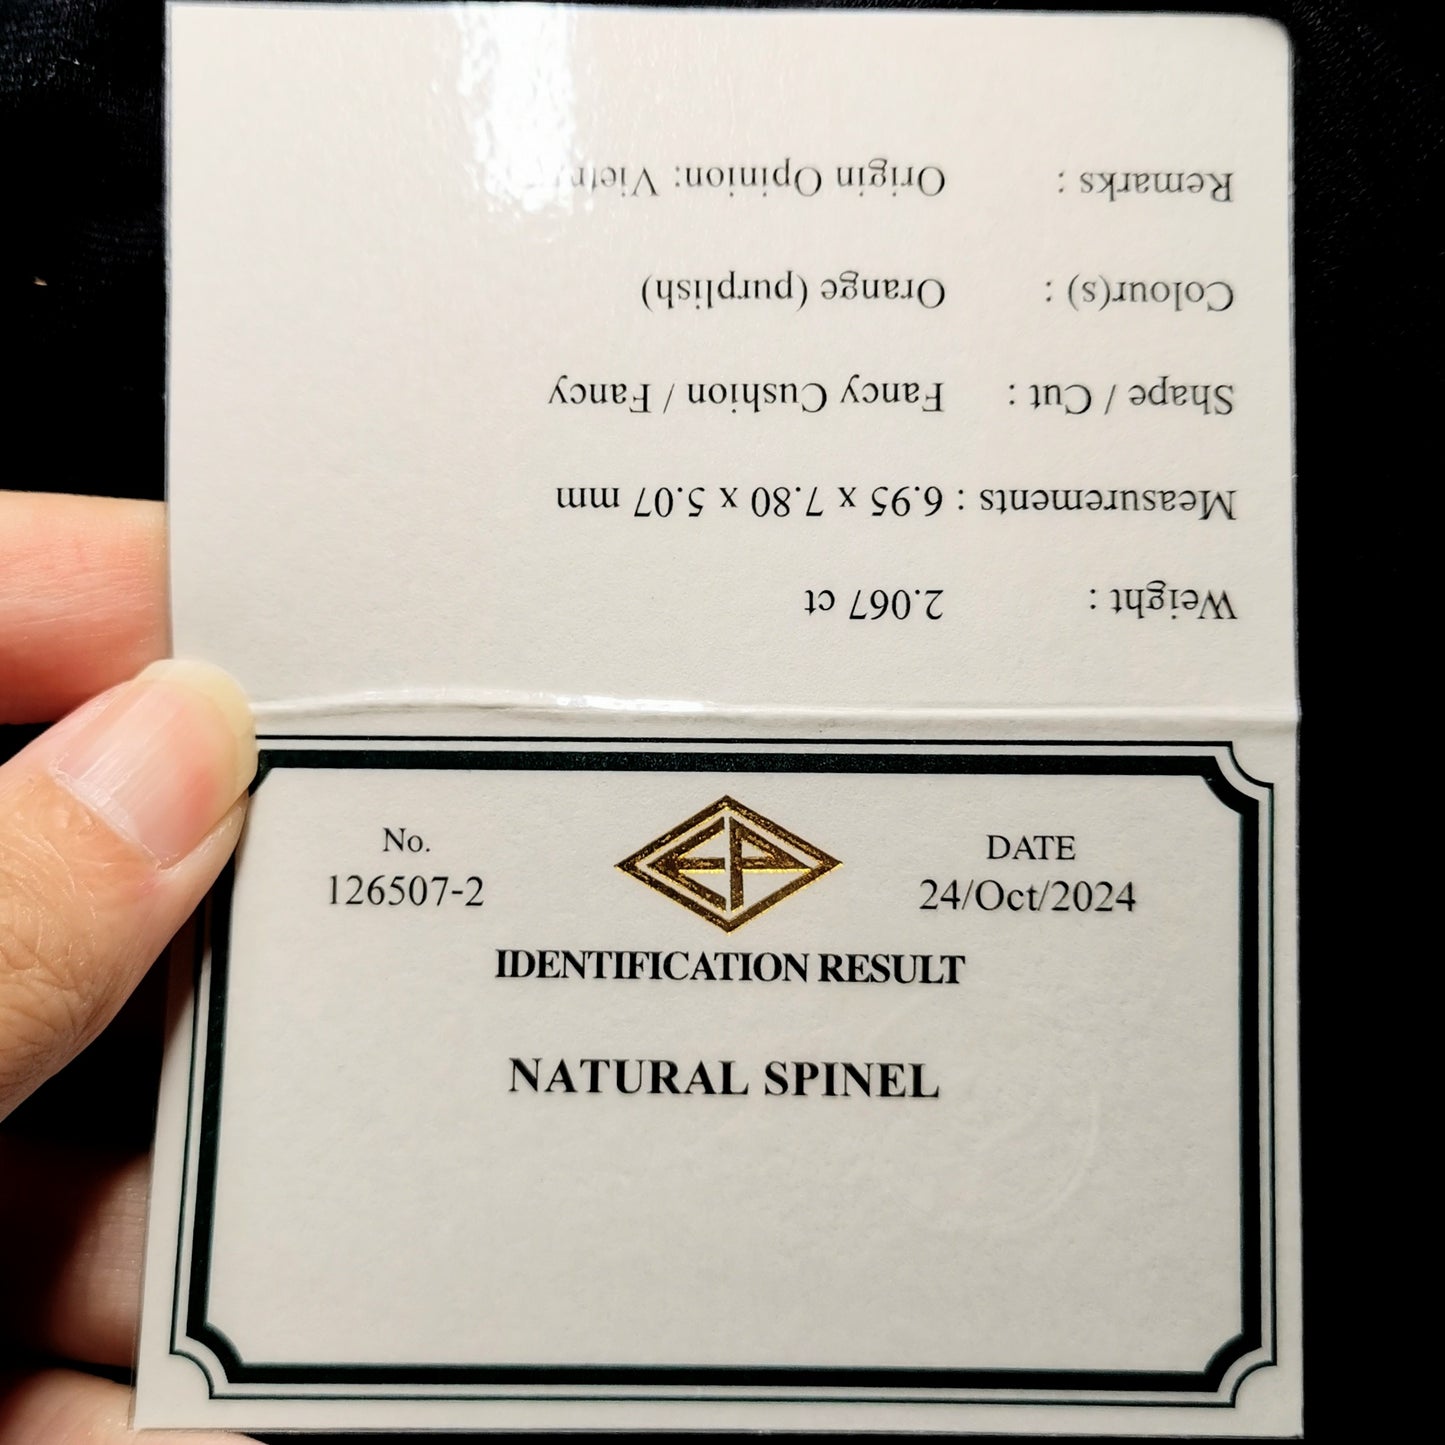 No.
126507-2
EP
DATE
24/Oct/2024
IDENTIFICATION RESULT
NATURAL SPINEL
Weight : 2.067 ct
Measurements : 6.95 x 7.80 x 5.07 mm
Shape / Cut : Fancy Cushion / Fancy
Colour(s) : Orange (purplish)
Remarks : Origin Opinion: